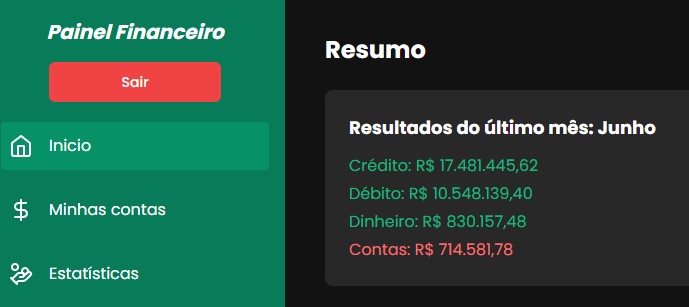 Painel Financeiro
Sair
Inicio
Minhas contas
Estatísticas
Resumo
Resultados do último mês: Junho
Crédito: R$ 17.481.445,62
Débito: R$ 10.548.139,40
Dinheiro: R$ 830.157,48
Contas: R$ 714.581,78